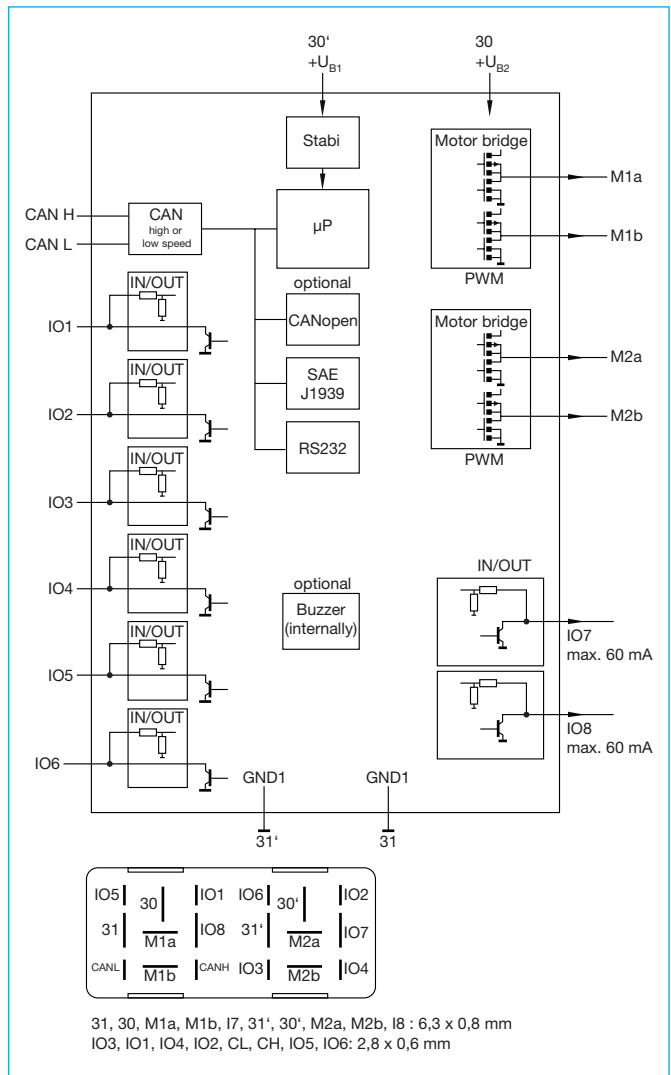 30‘ 30
+UB1 +UB2
Stabi
Motor bridge
M1a
CAN H
CAN
µP
high or
low speed
CAN L
M1b
PWM
IN/OUT
optional
IO1
CANopen
Motor bridge
IN/OUT
SAE
J1939
M2a
IO2
M2b
IN/OUT
RS232
PWM
IO3
IN/OUT
IN/OUT
optional
IO4
Buzzer
(internally)
IO7
max. 60 mA
IN/OUT
IO5
IN/OUT
IO8
max. 60 mA
IO6
GND1 GND1
31‘ 31
IO5 30 IO1 IO6 30‘ IO2
31 M1a IO8 31‘ M2a IO7
CANL M1b CANH IO3 M2b IO4
31, 30, M1a, M1b, I7, 31‘, 30‘, M2a, M2b, I8 : 6,3 x 0,8 mm
IO3, IO1, IO4, IO2, CL, CH, IO5, IO6: 2,8 x 0,6 mm